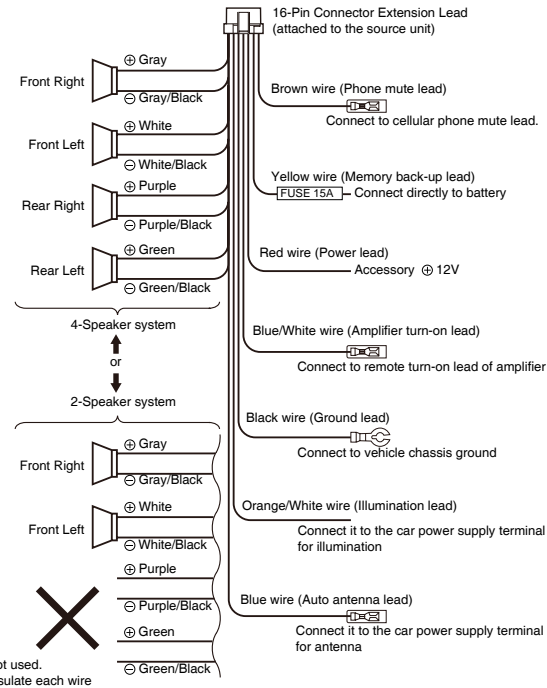 16-Pin Connector Extension Lead
(attached to the source unit)
Front Right
⊕ Gray
⊖ Gray/Black
Front Left
⊕ White
⊖ White/Black
Rear Right
⊕ Purple
⊖ Purple/Black
Rear Left
⊕ Green
⊖ Green/Black
4-Speaker system
or
2-Speaker system
Front Right
⊕ Gray
⊖ Gray/Black
Front Left
⊕ White
⊖ White/Black
⊕ Purple
⊖ Purple/Black
⊕ Green
⊖ Green/Black
ot used.
sulate each wire
Brown wire (Phone mute lead)
Connect to cellular phone mute lead.
Yellow wire (Memory back-up lead)
FUSE 15A
Connect directly to battery
Red wire (Power lead)
Accessory ⊕ 12V
Blue/White wire (Amplifier turn-on lead)
Connect to remote turn-on lead of amplifier
Black wire (Ground lead)
Connect to vehicle chassis ground
Orange/White wire (Illumination lead)
Connect it to the car power supply terminal
for illumination
Blue wire (Auto antenna lead)
Connect it to the car power supply terminal
for antenna